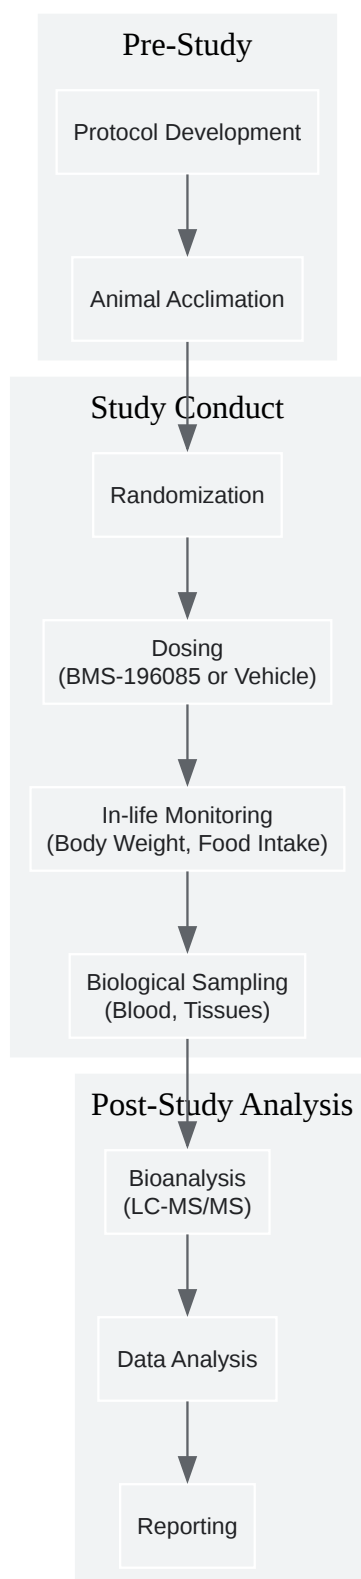 Pre-Study
Protocol Development
Animal Acclimation
Study Conduct
Randomization
Dosing
(BMS-196085 or Vehicle)
In-life Monitoring
(Body Weight, Food Intake)
Biological Sampling
(Blood, Tissues)
Post-Study Analysis
Bioanalysis
(LC-MS/MS)
Data Analysis
Reporting